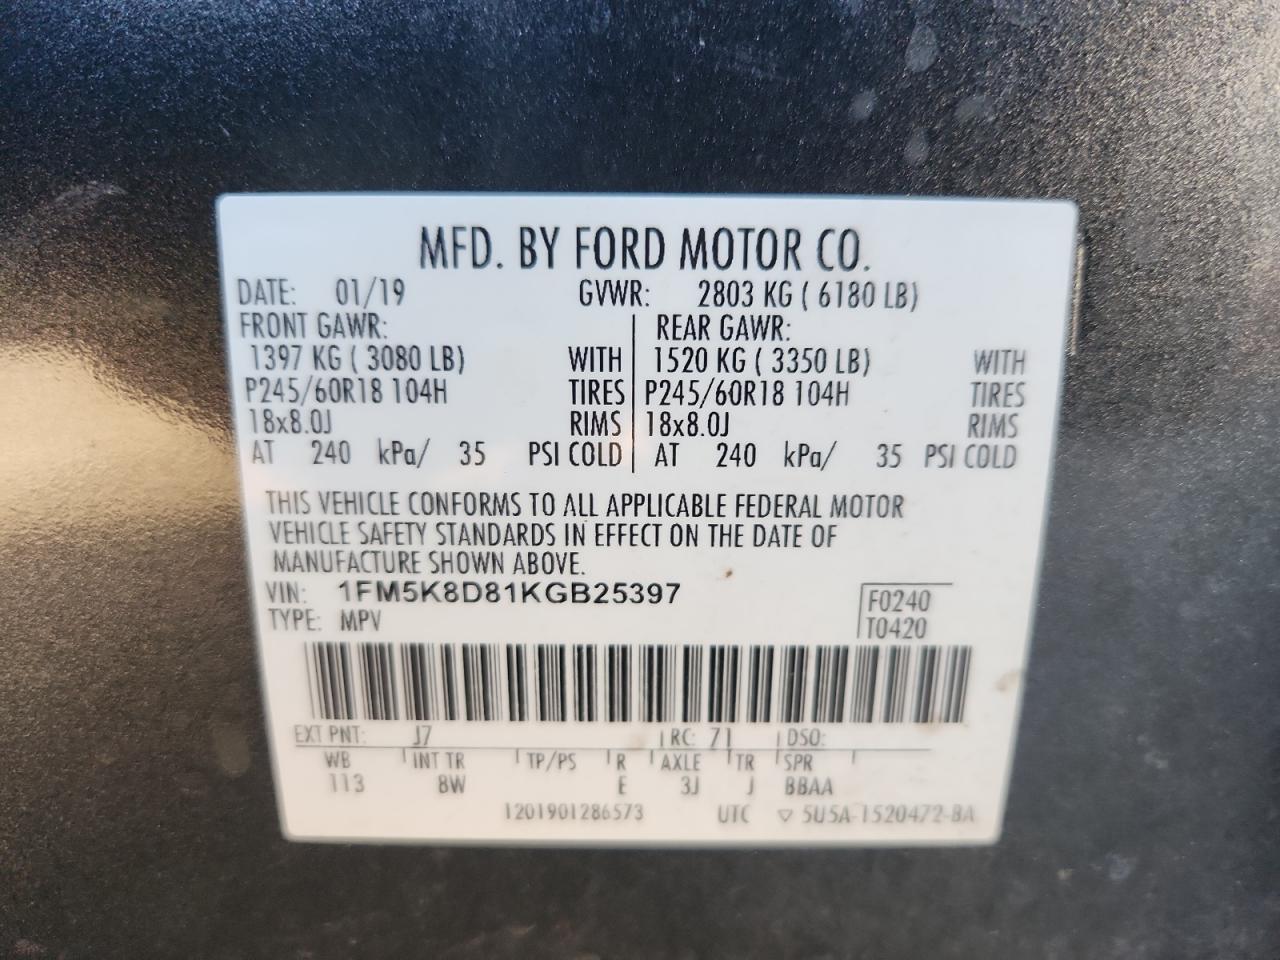 MFD. BY FORD MOTOR CO.
DATE: 01/19 GVWR: 2803 KG ( 6180 LB)
FRONT GAWR: REAR GAWR:
1397 KG ( 3080 LB) WITH 1520 KG ( 3350 LB) WITH
P245/60R18 104H TIRES P245/60R18 104H TIRES
18x8.0J RIMS 18x8.0J RIMS
AT 240 kPa/ 35 PSI COLD AT 240 kPa/ 35 PSI COLD
THIS VEHICLE CONFORMS TO ALL APPLICABLE FEDERAL MOTOR
VEHICLE SAFETY STANDARDS IN EFFECT ON THE DATE OF
MANUFACTURE SHOWN ABOVE.
VIN: 1FM5K8D81KGB25397 F0240
TYPE: MPV T0420
EXT PNT: J7 RC: 71 DSO:
WB INT TR TP/PS R AXLE TR SPR
113 8W E 3J J BBAA
1201901286573 UTC ▽ 5U5A-1520472-BA